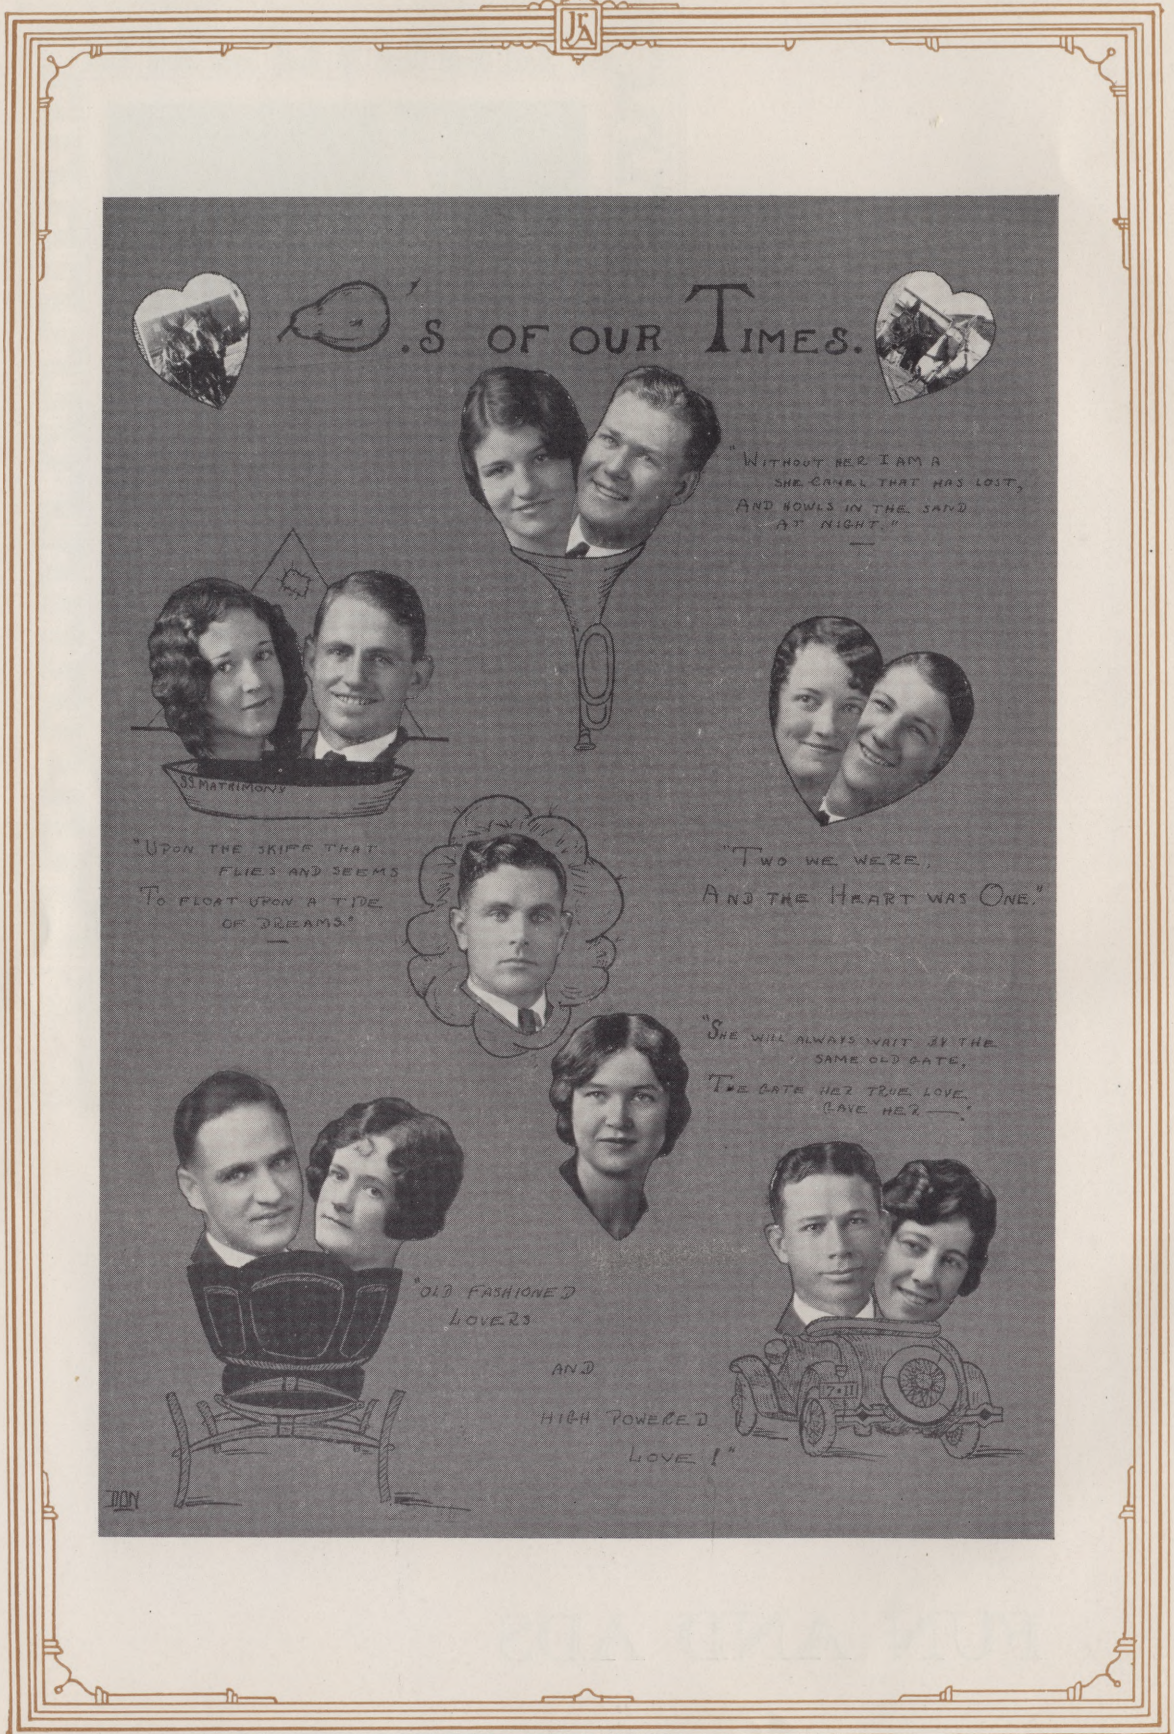 JrA
'.s OF OUR TIMES.
"WITHOUT HER I AM A
SHE CAMEL THAT HAS LOST,
AND HOWLS IN THE SAND
AT NIGHT."
SS. MATRIMONY
"UPON THE SKIFF THAT
FLIES AND SEEMS
TO FLOAT UPON A TIDE
OF DREAMS."
"TWO WE WERE,
AND THE HEART WAS ONE."
"SHE WILL ALWAYS WAIT BY THE
SAME OLD GATE,
THE GATE HER TRUE LOVE
GAVE HER —."
"OLD FASHIONED
LOVERS
AND
HIGH POWERED
LOVE!"
7*11
DON